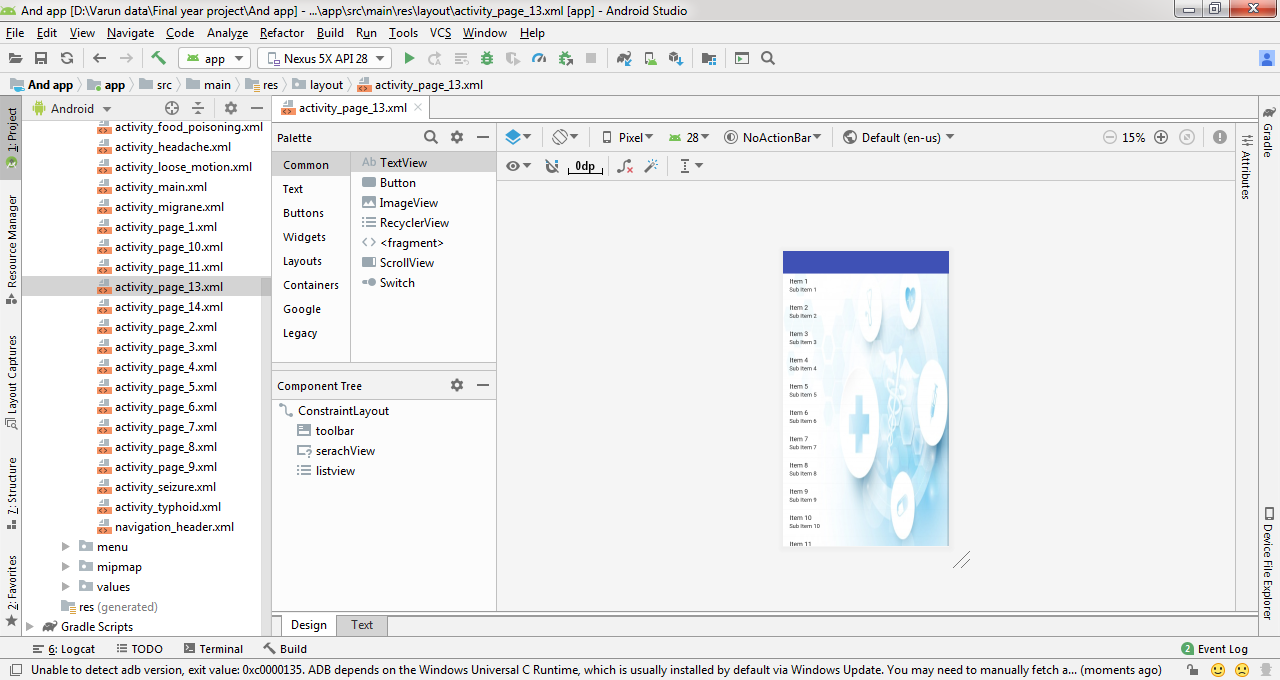 And app [D:\Varun data\Final year project\And app] - ...\app\src\main\res\layout\activity_page_13.xml [app] - Android Studio
File Edit View Navigate Code Analyze Refactor Build Run Tools VCS Window Help
app Nexus 5X API 28
And app app src main res layout activity_page_13.xml
1: Project
Resource Manager
Layout Captures
7: Structure
2: Favorites
Android
activity_food_poisoning.xml
activity_headache.xml
activity_loose_motion.xml
activity_main.xml
activity_migrane.xml
activity_page_1.xml
activity_page_10.xml
activity_page_11.xml
activity_page_13.xml
activity_page_14.xml
activity_page_2.xml
activity_page_3.xml
activity_page_4.xml
activity_page_5.xml
activity_page_6.xml
activity_page_7.xml
activity_page_8.xml
activity_page_9.xml
activity_seizure.xml
activity_typhoid.xml
navigation_header.xml
menu
mipmap
values
res (generated)
Gradle Scripts
activity_page_13.xml
Palette
Common
Text
Buttons
Widgets
Layouts
Containers
Google
Legacy
Ab TextView
Button
ImageView
RecyclerView
<fragment>
ScrollView
Switch
Component Tree
ConstraintLayout
toolbar
serachView
listview
Pixel 28 NoActionBar Default (en-us) 15%
0dp
Item 1
Sub Item 1
Item 2
Sub Item 2
Item 3
Sub Item 3
Item 4
Sub Item 4
Item 5
Sub Item 5
Item 6
Sub Item 6
Item 7
Sub Item 7
Item 8
Sub Item 8
Item 9
Sub Item 9
Item 10
Sub Item 10
Item 11
Gradle
Attributes
Device File Explorer
Design Text
6: Logcat TODO Terminal Build 2 Event Log
Unable to detect adb version, exit value: 0xc0000135. ADB depends on the Windows Universal C Runtime, which is usually installed by default via Windows Update. You may need to manually fetch a... (moments ago)